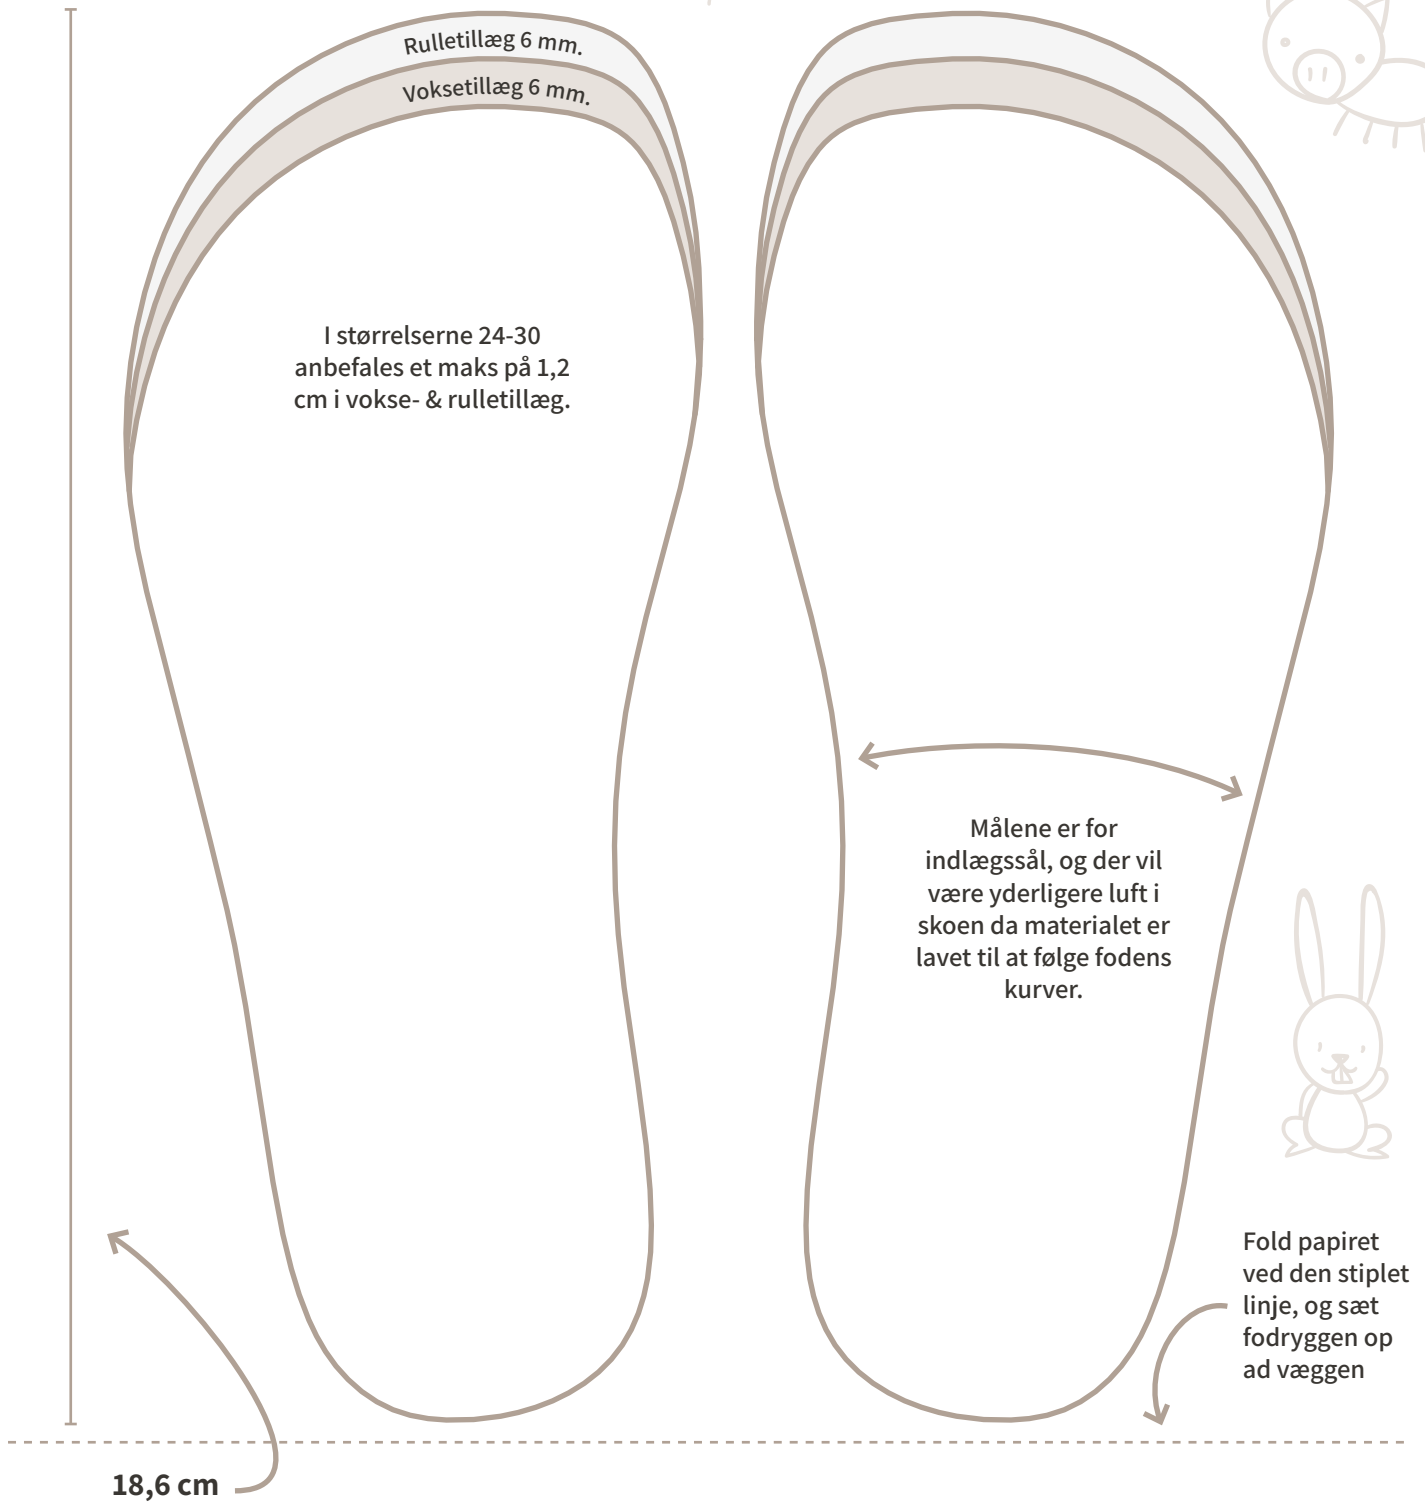 Rulletillæg 6 mm.
Voksetillæg 6 mm.
I størrelserne 24-30
anbefales et maks på 1,2
cm i vokse- & rulletillæg.
Målene er for
indlægssål, og der vil
være yderligere luft i
skoen da materialet er
lavet til at følge fodens
kurver.
Fold papiret
ved den stiplet
linje, og sæt
fodryggen op
ad væggen
18,6 cm